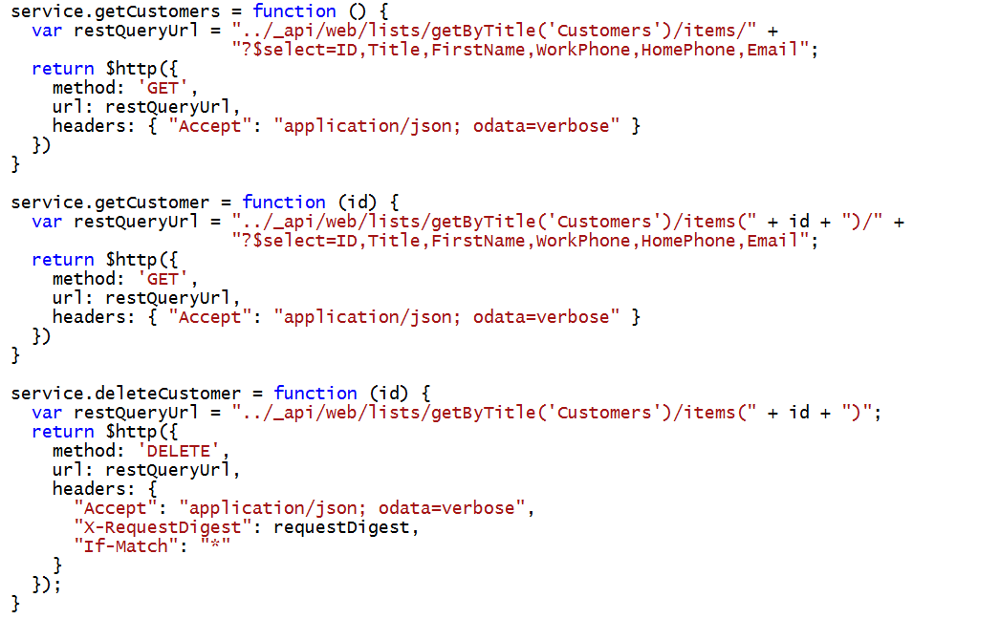 service.getCustomers = function () {
  var restQueryUrl = "../_api/web/lists/getByTitle('Customers')/items/" +
                     "?$select=ID,Title,FirstName,WorkPhone,HomePhone,Email";
  return $http({
    method: 'GET',
    url: restQueryUrl,
    headers: { "Accept": "application/json; odata=verbose" }
  })
}

service.getCustomer = function (id) {
  var restQueryUrl = "../_api/web/lists/getByTitle('Customers')/items(" + id + ")/" +
                     "?$select=ID,Title,FirstName,WorkPhone,HomePhone,Email";
  return $http({
    method: 'GET',
    url: restQueryUrl,
    headers: { "Accept": "application/json; odata=verbose" }
  })
}

service.deleteCustomer = function (id) {
  var restQueryUrl = "../_api/web/lists/getByTitle('Customers')/items(" + id + ")";
  return $http({
    method: 'DELETE',
    url: restQueryUrl,
    headers: {
      "Accept": "application/json; odata=verbose",
      "X-RequestDigest": requestDigest,
      "If-Match": "*"
    }
  });
}